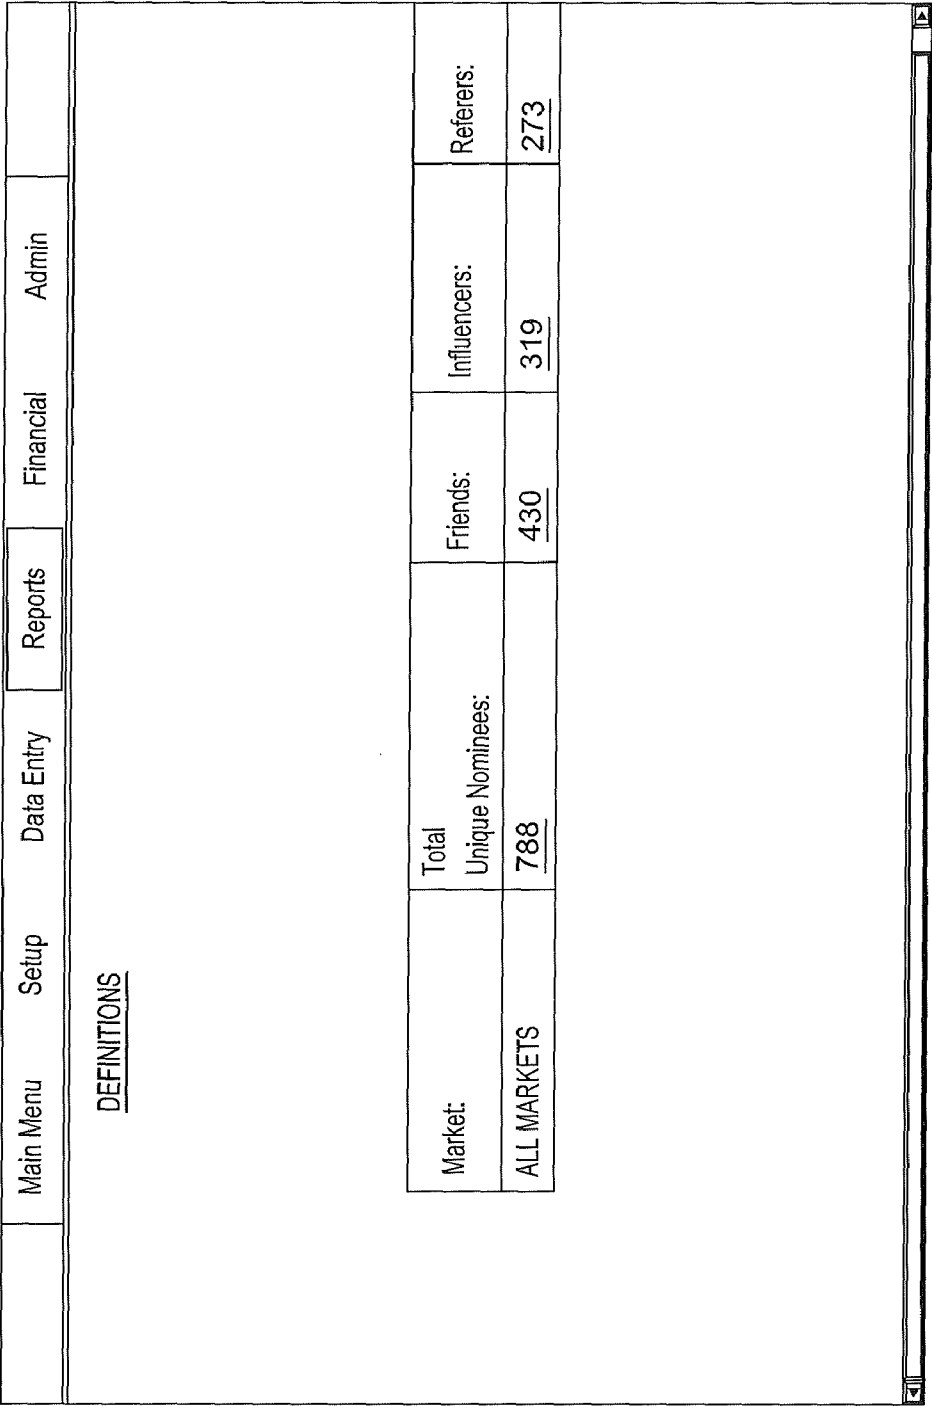 Main Menu Setup Data Entry Reports Financial Admin
DEFINITIONS
Market: Total Unique Nominees: Friends: Influencers: Referers:
ALL MARKETS 788 430 319 273